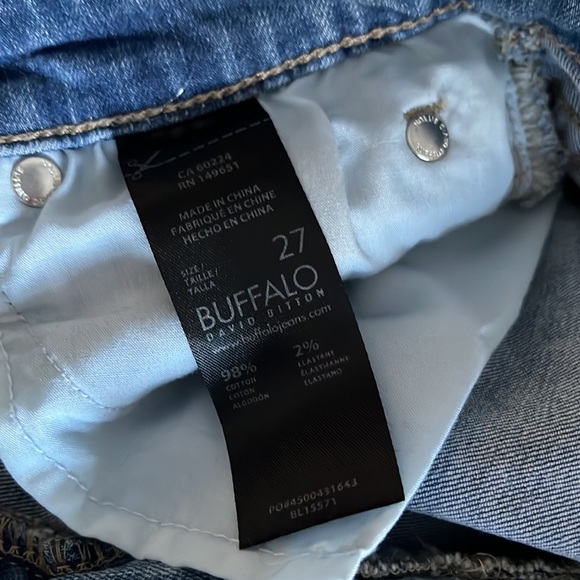 CA 60224
RN 149651
MADE IN CHINA
FABRIQUÉ EN CHINE
HECHO EN CHINA
SIZE /
TAILLE /
TALLA
27
BUFFALO
DAVID BITTON
www.buffalojeans.com
98%
COTTON
COTON
ALGODÓN
2%
ELASTANE
ÉLASTHANNE
ELASTANO
PO#4500431643
BL15571